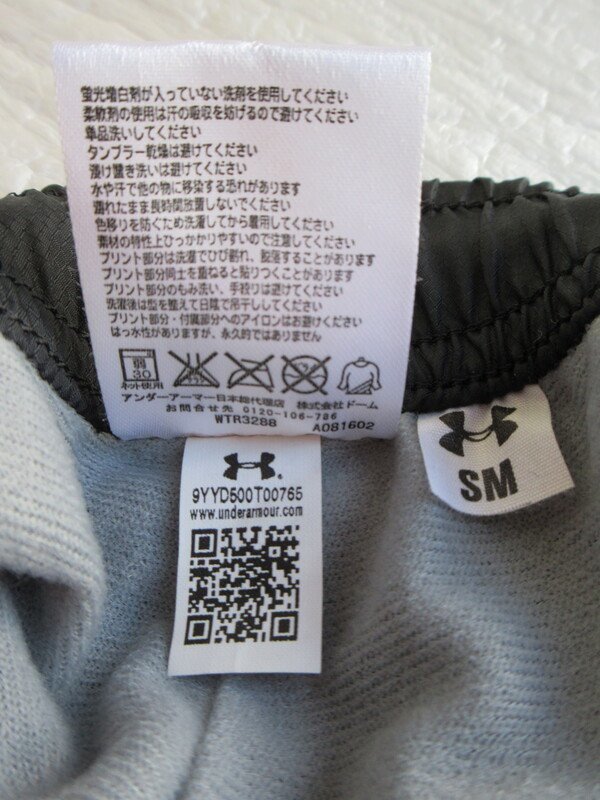 蛍光増白剤が入っていない洗剤を使用してください
柔軟剤の使用は汗の吸収を妨げるので避けてください
単品洗いしてください
タンブラー乾燥は避けてください
漬け置き洗いは避けてください
水や汗で他の物に移染する恐れがあります
濡れたまま長時間放置しないでください
色移りを防ぐため洗濯してから着用してください
素材の特性上ひっかかりやすいので注意してください
プリント部分は洗濯でひび割れ、脱落することがあります
プリント部分同士を重ねると貼りつくことがあります
プリント部分のもみ洗い、手絞りは避けてください
洗濯後は型を整えて日陰で吊干ししてください
プリント部分・付属部分へのアイロンはお避けください
はっ水性がありますが、永久的ではありません
弱
30
ネット使用
アンダーアーマー日本総代理店 株式会社ドーム
お問合せ先 0120-106-786
WTR3288 A081602
SM
9YYD500T00765
www.underarmour.com